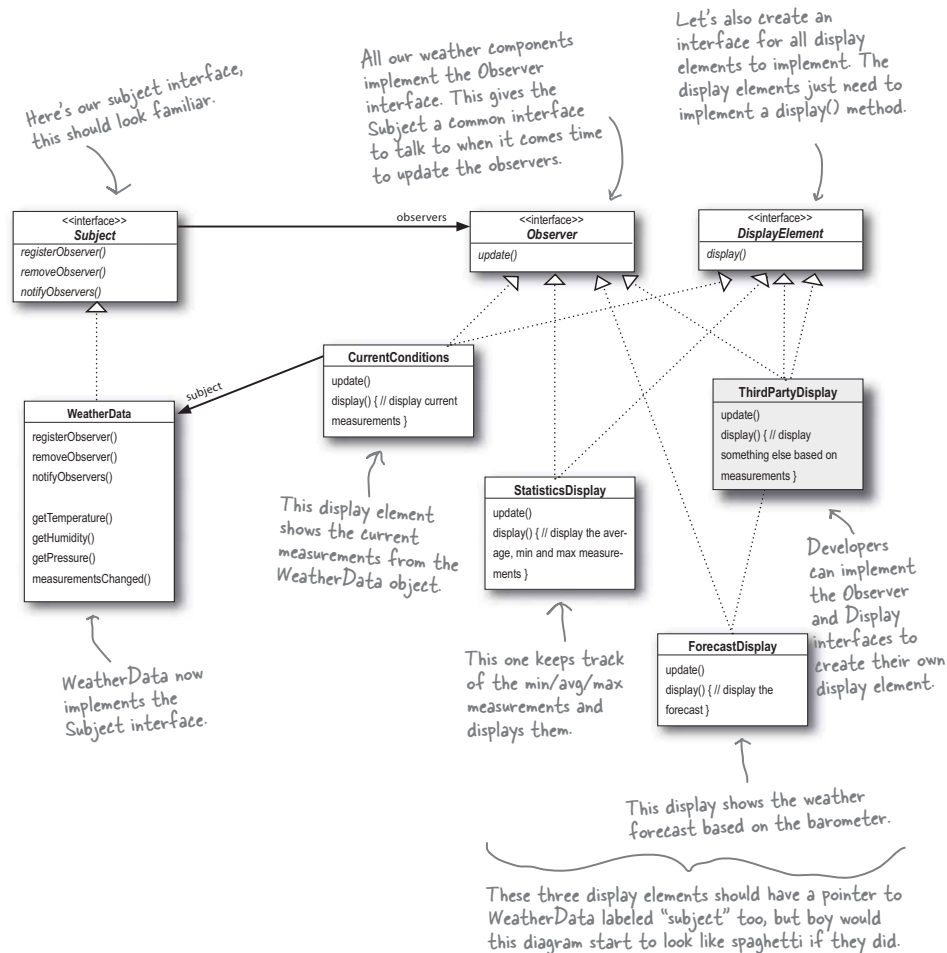 Here's our subject interface,
this should look familiar.
All our weather components
implement the Observer
interface. This gives the
Subject a common interface
to talk to when it comes time
to update the observers.
Let's also create an
interface for all display
elements to implement. The
display elements just need to
implement a display() method.
<<interface>>
Subject
registerObserver()
removeObserver()
notifyObservers()
observers
<<interface>>
Observer
update()
<<interface>>
DisplayElement
display()
subject
CurrentConditions
update()
display() { // display current
measurements }
WeatherData
registerObserver()
removeObserver()
notifyObservers()
getTemperature()
getHumidity()
getPressure()
measurementsChanged()
ThirdPartyDisplay
update()
display() { // display
something else based on
measurements }
StatisticsDisplay
update()
display() { // display the aver-
age, min and max measure-
ments }
This display element
shows the current
measurements from the
WeatherData object.
Developers
can implement
the Observer
and Display
interfaces to
create their own
display element.
ForecastDisplay
update()
display() { // display the
forecast }
WeatherData now
implements the
Subject interface.
This one keeps track
of the min/avg/max
measurements and
displays them.
This display shows the weather
forecast based on the barometer.
These three display elements should have a pointer to
WeatherData labeled "subject" too, but boy would
this diagram start to look like spaghetti if they did.